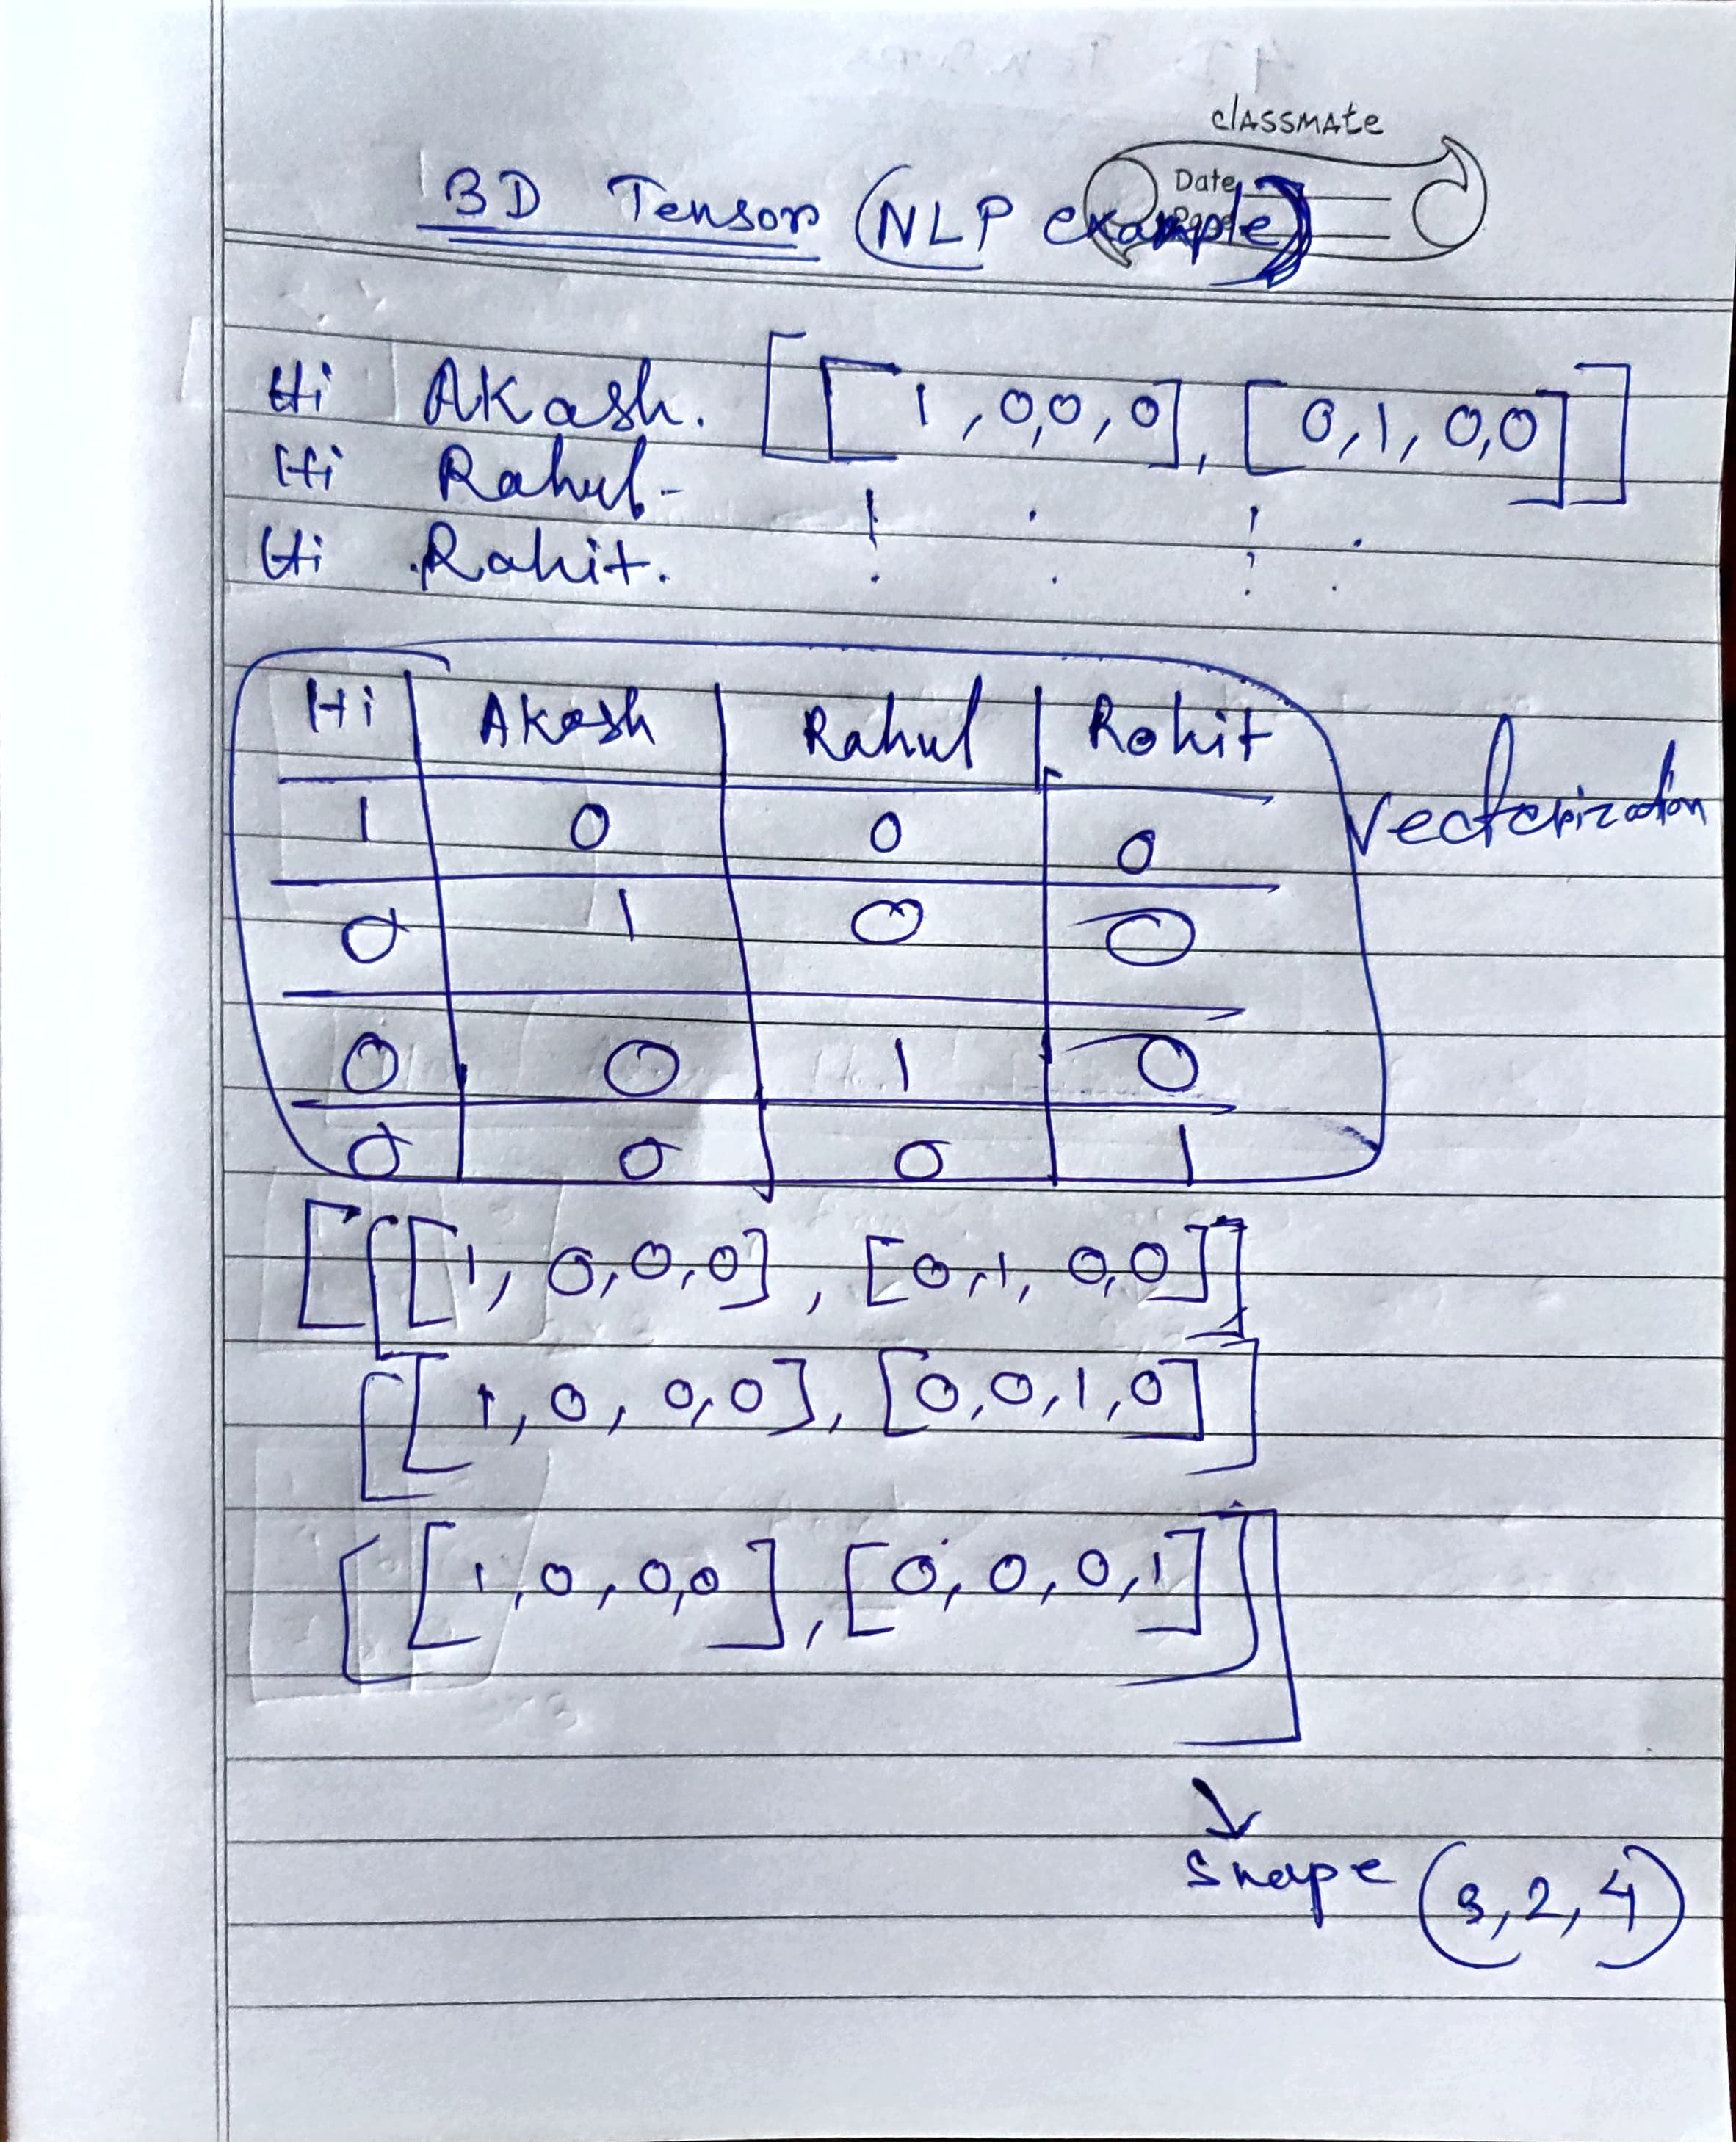 classmate
Date
Page
3D Tensor (NLP example)
Hi Akash. [[1,0,0,0], [0,1,0,0]]
Hi Rahul.
Hi Rohit.
Hi | Akash | Rahul | Rohit
1 0 0 0
0 1 0 0
vectorization
0 0 1 0
0 0 0 1
[[[1, 0,0,0], [0,1, 0,0]]
[[1,0, 0,0], [0,0,1,0]]
[[1,0,0,0], [0,0,0,1]]]
↓
Shape (3,2,4)